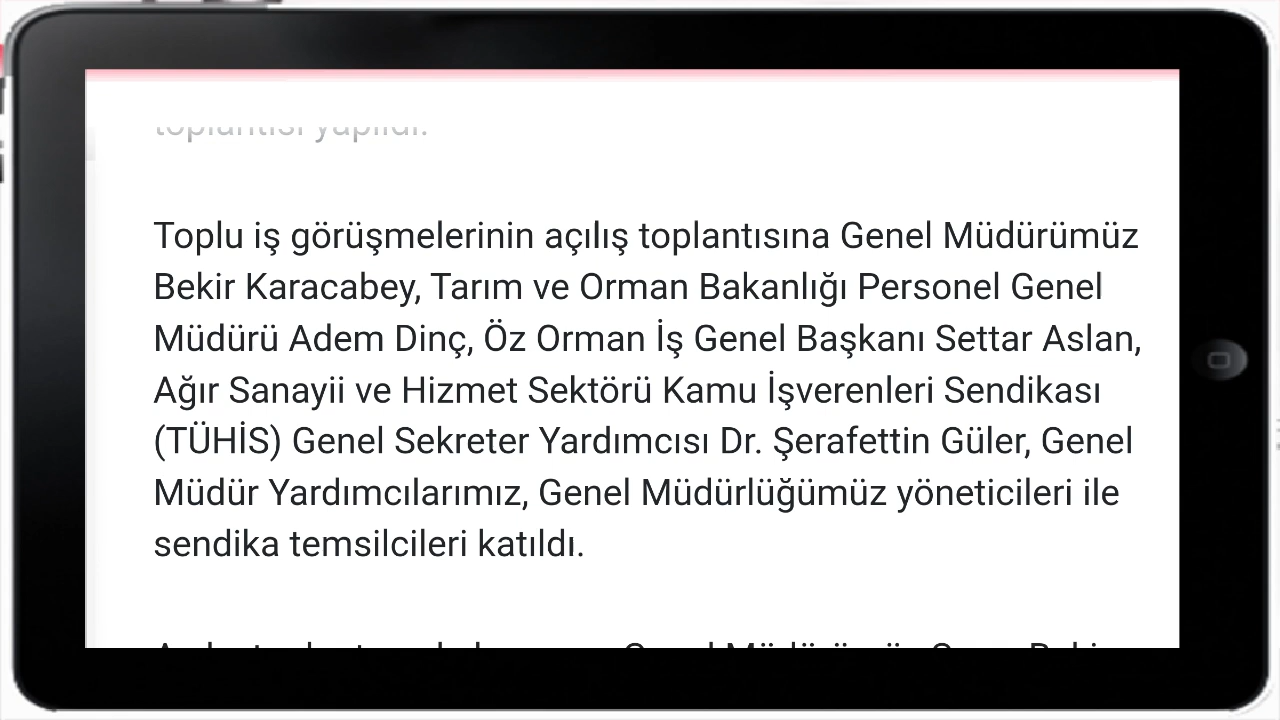 toplantısı yapıldı.
Toplu iş görüşmelerinin açılış toplantısına Genel Müdürümüz
Bekir Karacabey, Tarım ve Orman Bakanlığı Personel Genel
Müdürü Adem Dinç, Öz Orman İş Genel Başkanı Settar Aslan,
Ağır Sanayii ve Hizmet Sektörü Kamu İşverenleri Sendikası
(TÜHİS) Genel Sekreter Yardımcısı Dr. Şerafettin Güler, Genel
Müdür Yardımcılarımız, Genel Müdürlüğümüz yöneticileri ile
sendika temsilcileri katıldı.